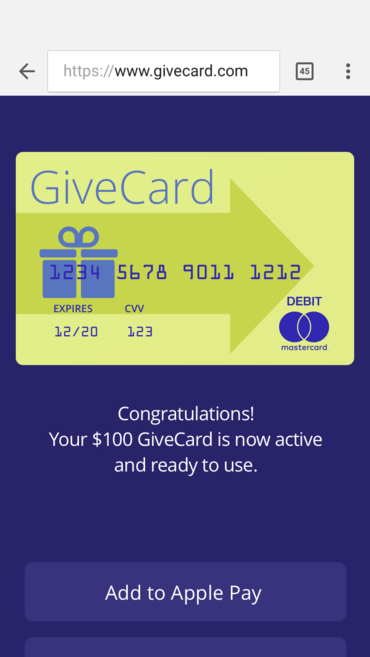 https://www.givecard.com
45
GiveCard
1234 5678 9011 1212
EXPIRES CVV
12/20 123
DEBIT
mastercard.
Congratulations!
Your $100 GiveCard is now active
and ready to use.
Add to Apple Pay